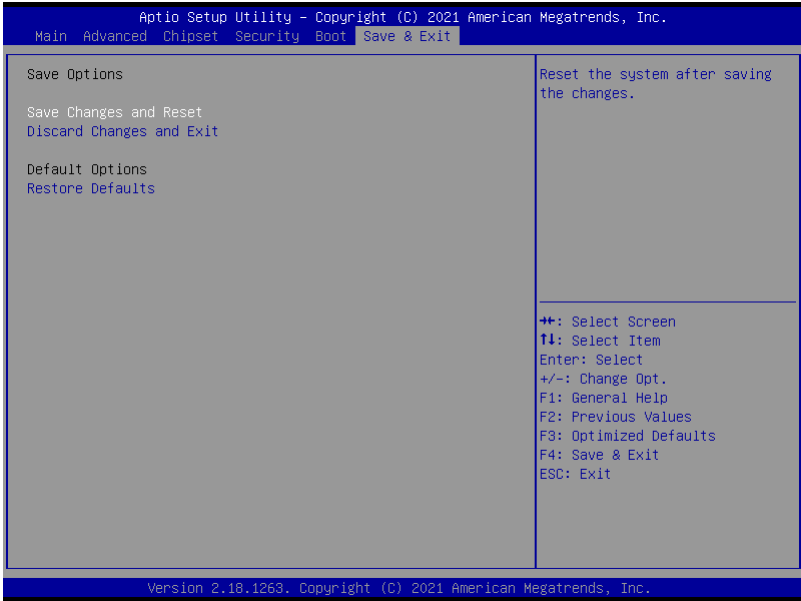 Aptio Setup Utility – Copyright (C) 2021 American Megatrends, Inc.
Main Advanced Chipset Security Boot Save & Exit
Save Options
Save Changes and Reset
Discard Changes and Exit
Default Options
Restore Defaults
Reset the system after saving
the changes.
→←: Select Screen
↑↓: Select Item
Enter: Select
+/-: Change Opt.
F1: General Help
F2: Previous Values
F3: Optimized Defaults
F4: Save & Exit
ESC: Exit
Version 2.18.1263. Copyright (C) 2021 American Megatrends, Inc.